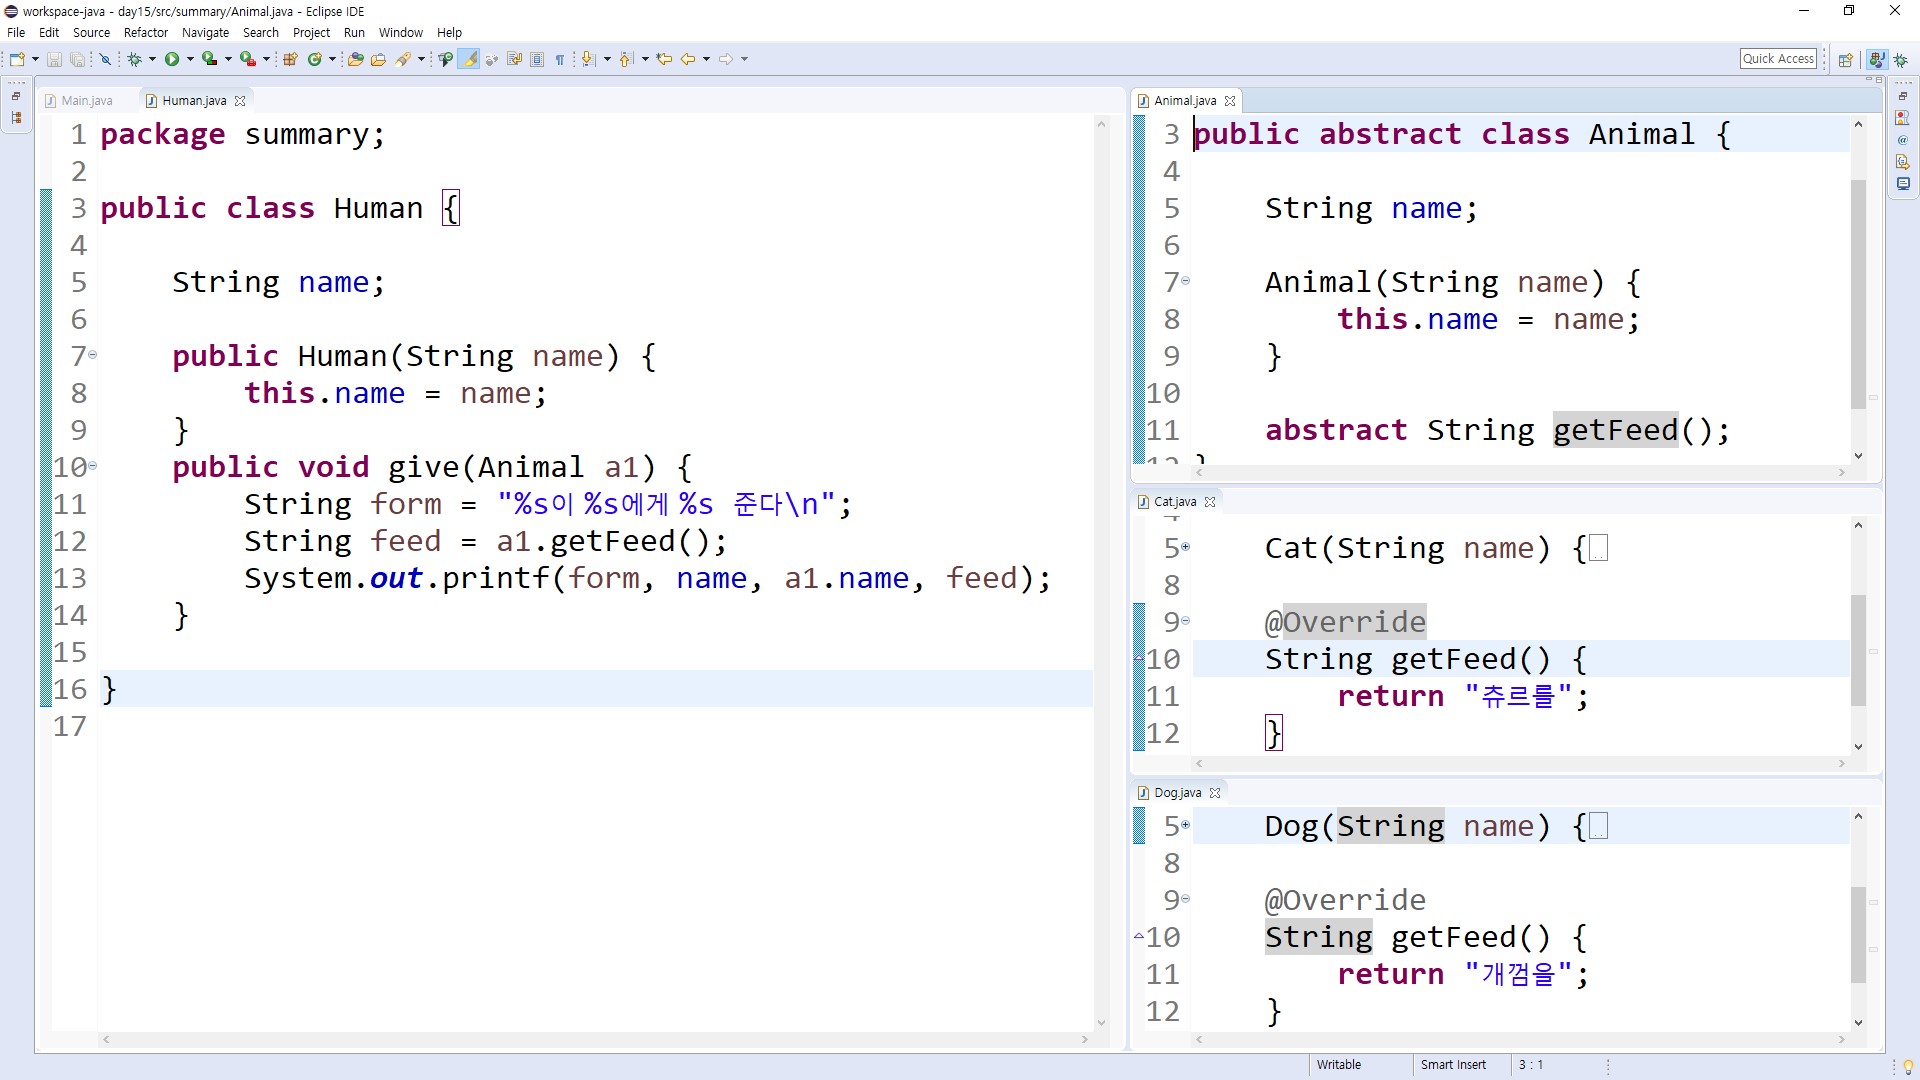 workspace-java - day15/src/summary/Animal.java - Eclipse IDE
File Edit Source Refactor Navigate Search Project Run Window Help
Quick Access
Main.java Human.java
1 package summary;
2
3 public class Human {
4
5 String name;
6
7 public Human(String name) {
8 this.name = name;
9 }
10 public void give(Animal a1) {
11 String form = "%s이 %s에게 %s 준다\n";
12 String feed = a1.getFeed();
13 System.out.printf(form, name, a1.name, feed);
14 }
15
16 }
17
Animal.java
3 public abstract class Animal {
4
5 String name;
6
7 Animal(String name) {
8 this.name = name;
9 }
10
11 abstract String getFeed();
12 }
Cat.java
5 Cat(String name) {
8
9 @Override
10 String getFeed() {
11 return "츄르를";
12 }
Dog.java
5 Dog(String name) {
8
9 @Override
10 String getFeed() {
11 return "개껌을";
12 }
Writable Smart Insert 3 : 1